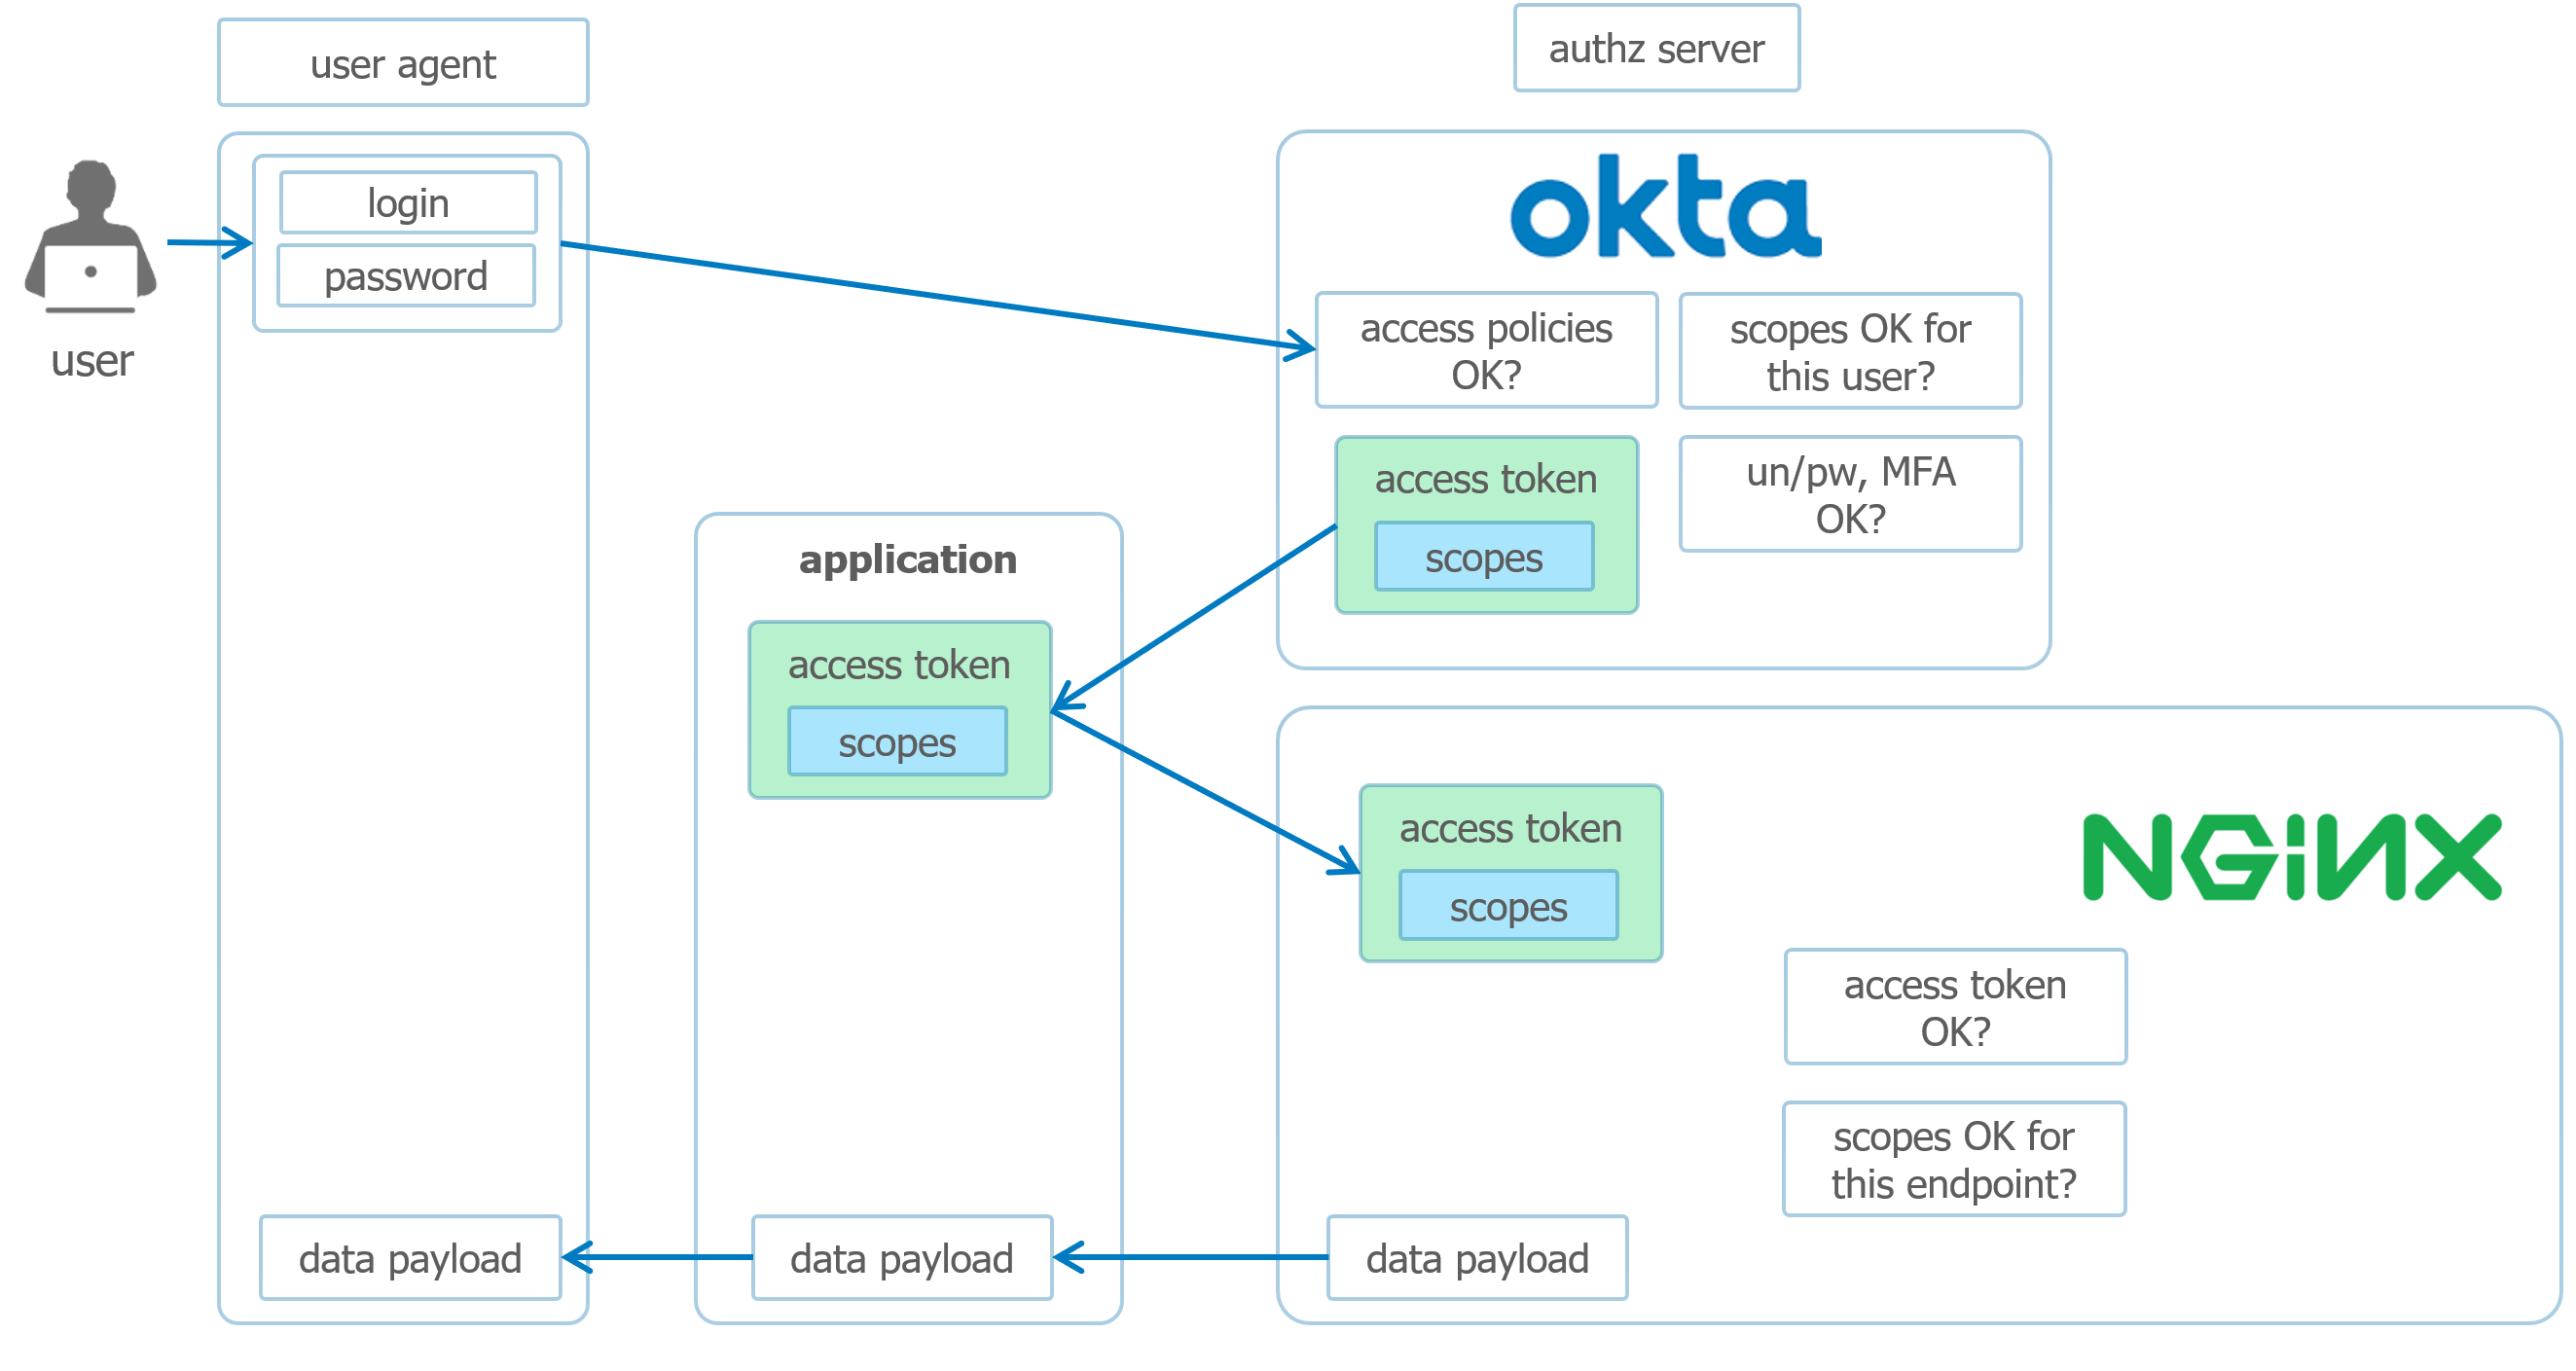 user agent
authz server
login
password
user
okta
access policies
OK?
scopes OK for
this user?
access token
scopes
un/pw, MFA
OK?
application
access token
scopes
access token
scopes
NGINX
access token
OK?
scopes OK for
this endpoint?
data payload
data payload
data payload